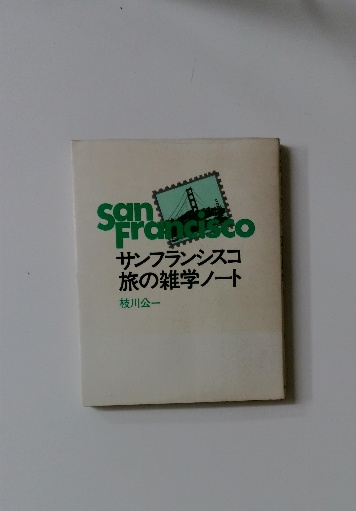 San
Francisco
サンフランシスコ
旅の雑学ノート
枝川公一